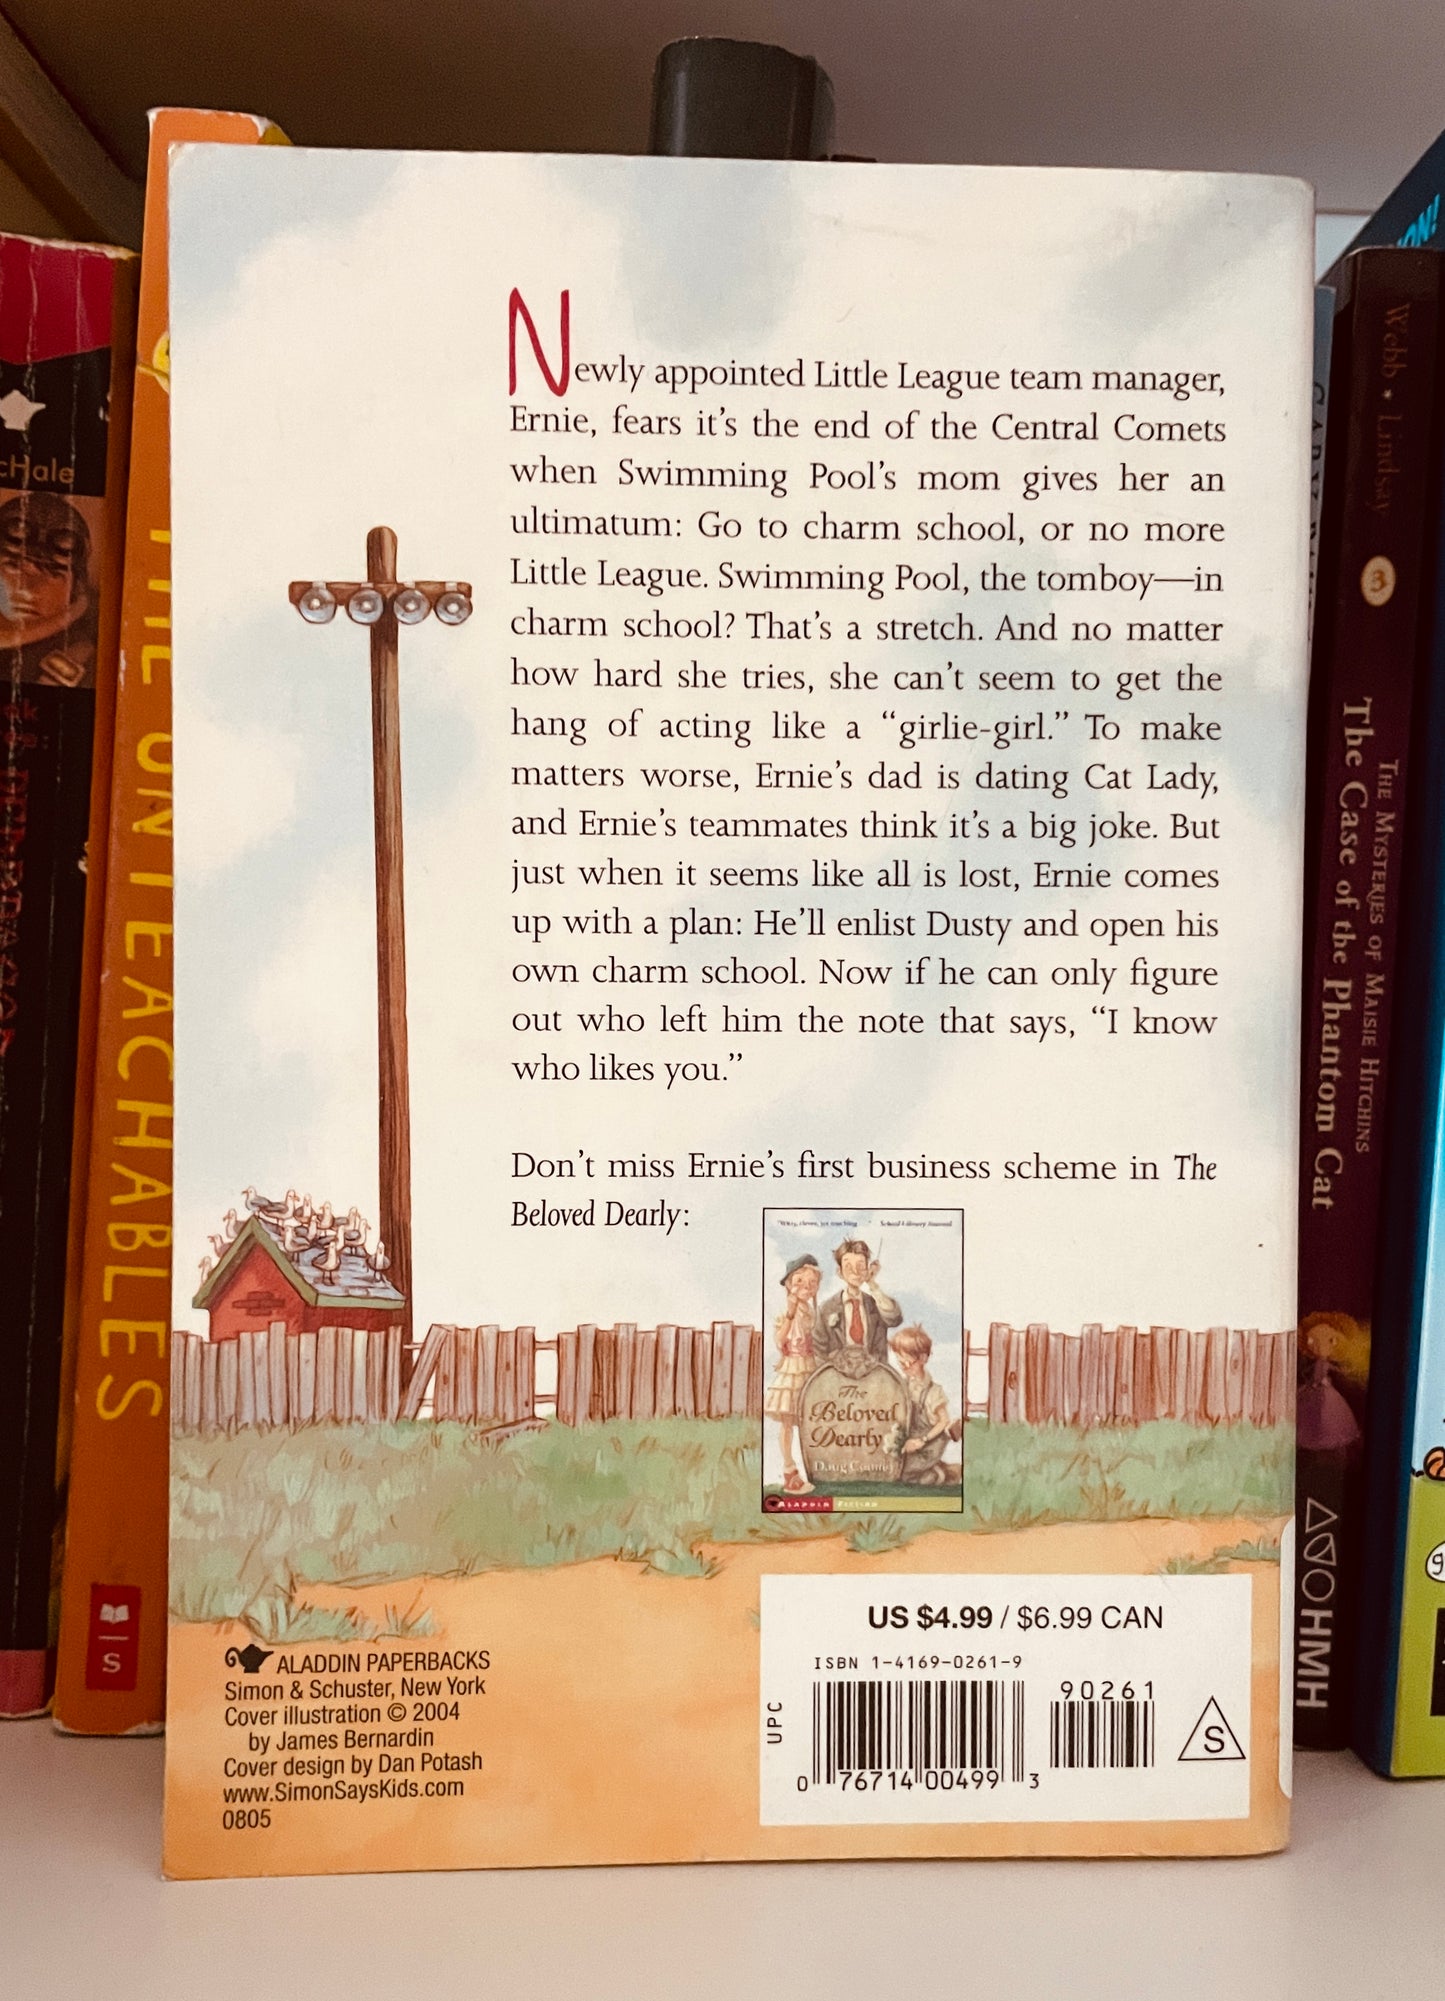 Newly appointed Little League team manager,
Ernie, fears it's the end of the Central Comets
when Swimming Pool's mom gives her an
ultimatum: Go to charm school, or no more
Little League. Swimming Pool, the tomboy—in
charm school? That's a stretch. And no matter
how hard she tries, she can't seem to get the
hang of acting like a “girlie-girl.” To make
matters worse, Ernie's dad is dating Cat Lady,
and Ernie's teammates think it's a big joke. But
just when it seems like all is lost, Ernie comes
up with a plan: He'll enlist Dusty and open his
own charm school. Now if he can only figure
out who left him the note that says, “I know
who likes you.”
Don't miss Ernie's first business scheme in The
Beloved Dearly:
School Library Journal
The
Beloved
Dearly
Doug
ALADDIN FICTION
ALADDIN PAPERBACKS
Simon & Schuster, New York
Cover illustration © 2004
by James Bernardin
Cover design by Dan Potash
www.SimonSaysKids.com
0805
US $4.99 / $6.99 CAN
ISBN 1-4169-0261-9
90261
UPC
0 76714 00499 3
S
cHale
THE UNTEACHABLES
S
ON!
Webb • Lindsay
3
THE MYSTERIES OF MAISIE HITCHINS
The Case of the Phantom Cat
HMH